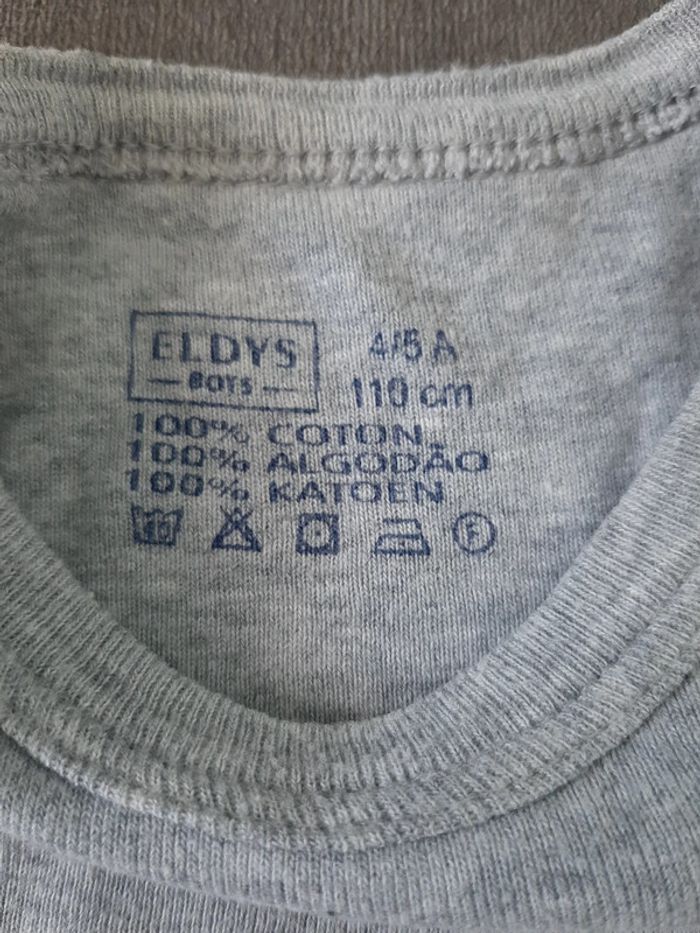 ELDYS
BOYS
4/5 A
110 cm
100% COTON
100% ALGODÃO
100% KATOEN
F